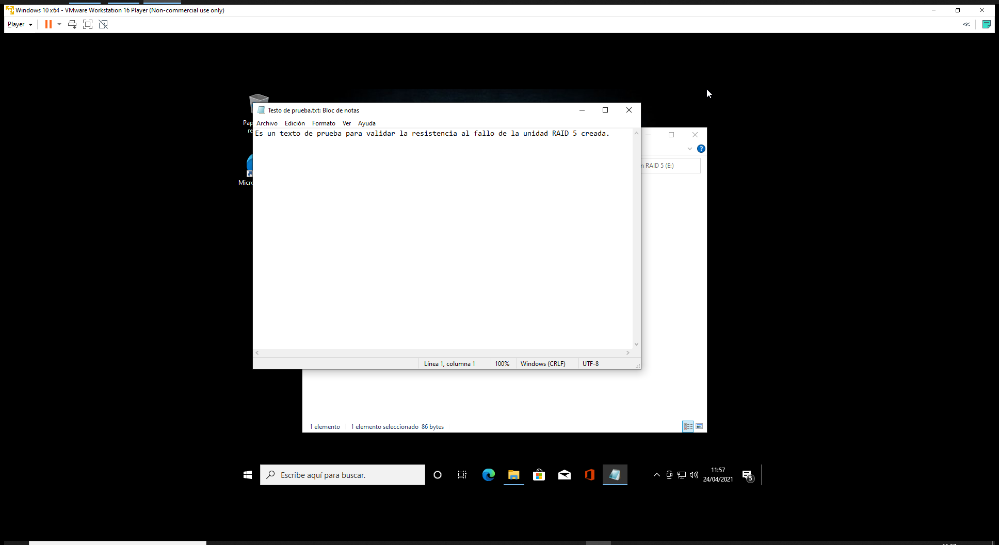 Windows 10 x64 - VMware Workstation 16 Player (Non-commercial use only)
Player
Testo de prueba.txt: Bloc de notas
Archivo Edición Formato Ver Ayuda
Es un texto de prueba para validar la resistencia al fallo de la unidad RAID 5 creada.
RAID 5 (E:)
Línea 1, columna 1 100% Windows (CRLF) UTF-8
1 elemento 1 elemento seleccionado 86 bytes
Escribe aquí para buscar.
11:57
24/04/2021
5